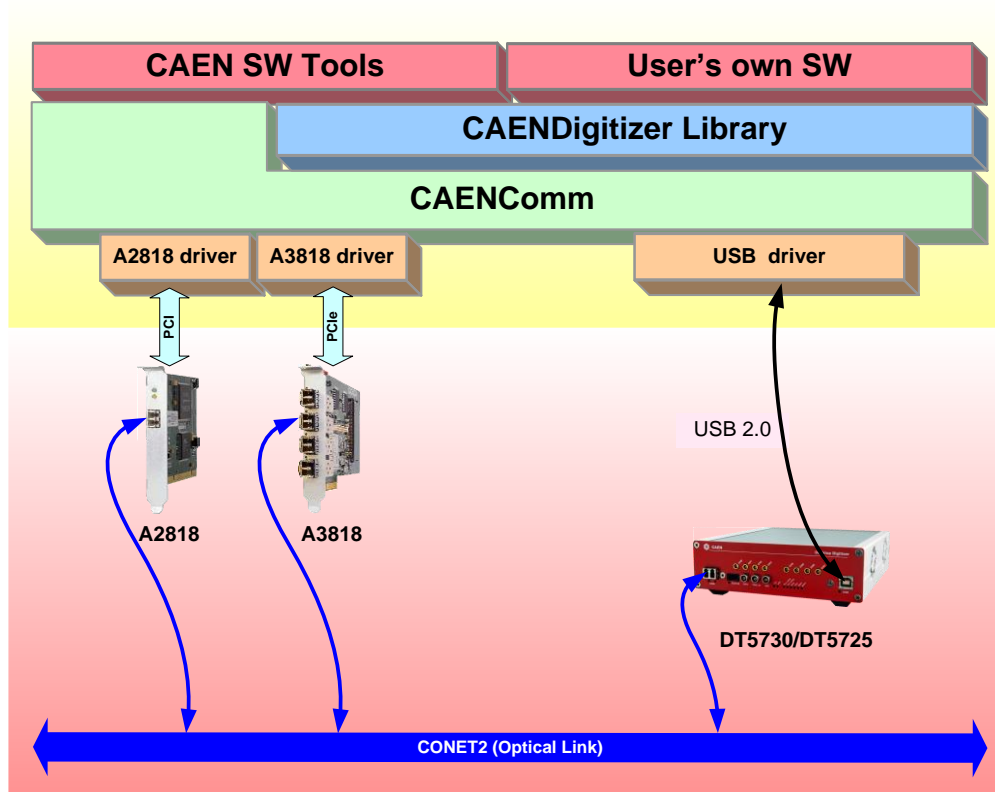 CAEN SW Tools
User's own SW
CAENDigitizer Library
CAENComm
A2818 driver
A3818 driver
USB driver
PCI
PCIe
USB 2.0
A2818
A3818
CAEN
DT5730/DT5725
CONET2 (Optical Link)